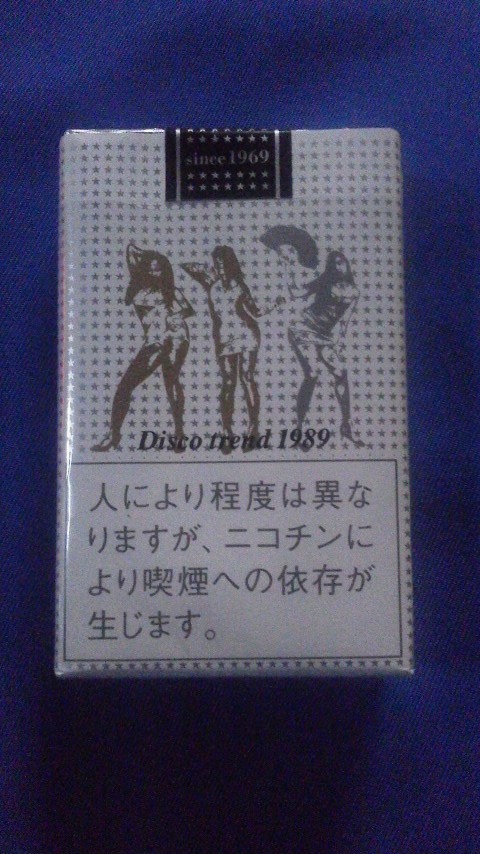 since 1969
Disco trend 1989
人により程度は異な
りますが、ニコチンに
より喫煙への依存が
生じます。